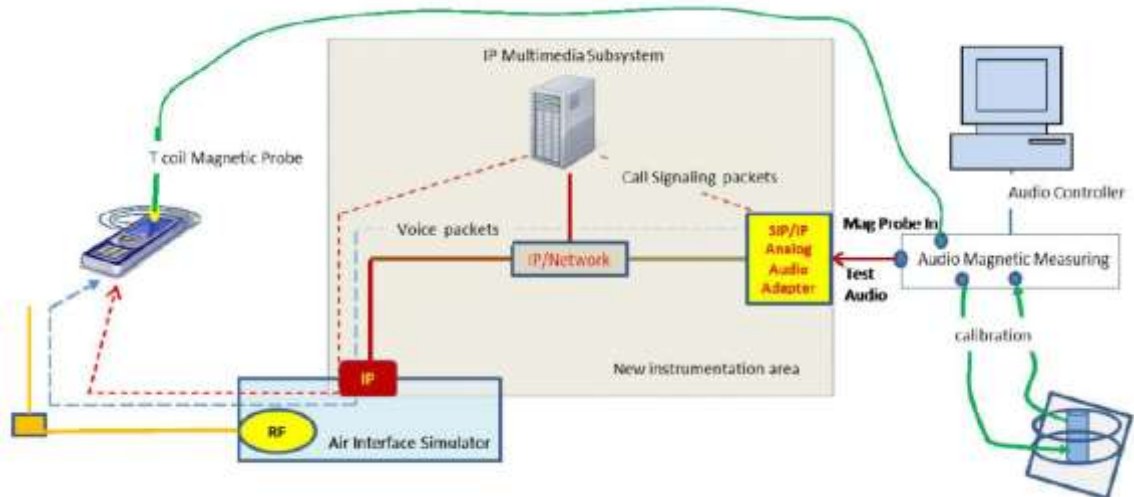 IP Multimedia Subsystem
T coil Magnetic Probe
Call Signaling packets
Audio Controller
Voice packets
IP/Network
SIP/IP
Analog
Audio
Adapter
Mag Probe In
Test
Audio
Audio Magnetic Measuring
calibration
New instrumentation area
IP
RF
Air Interface Simulator